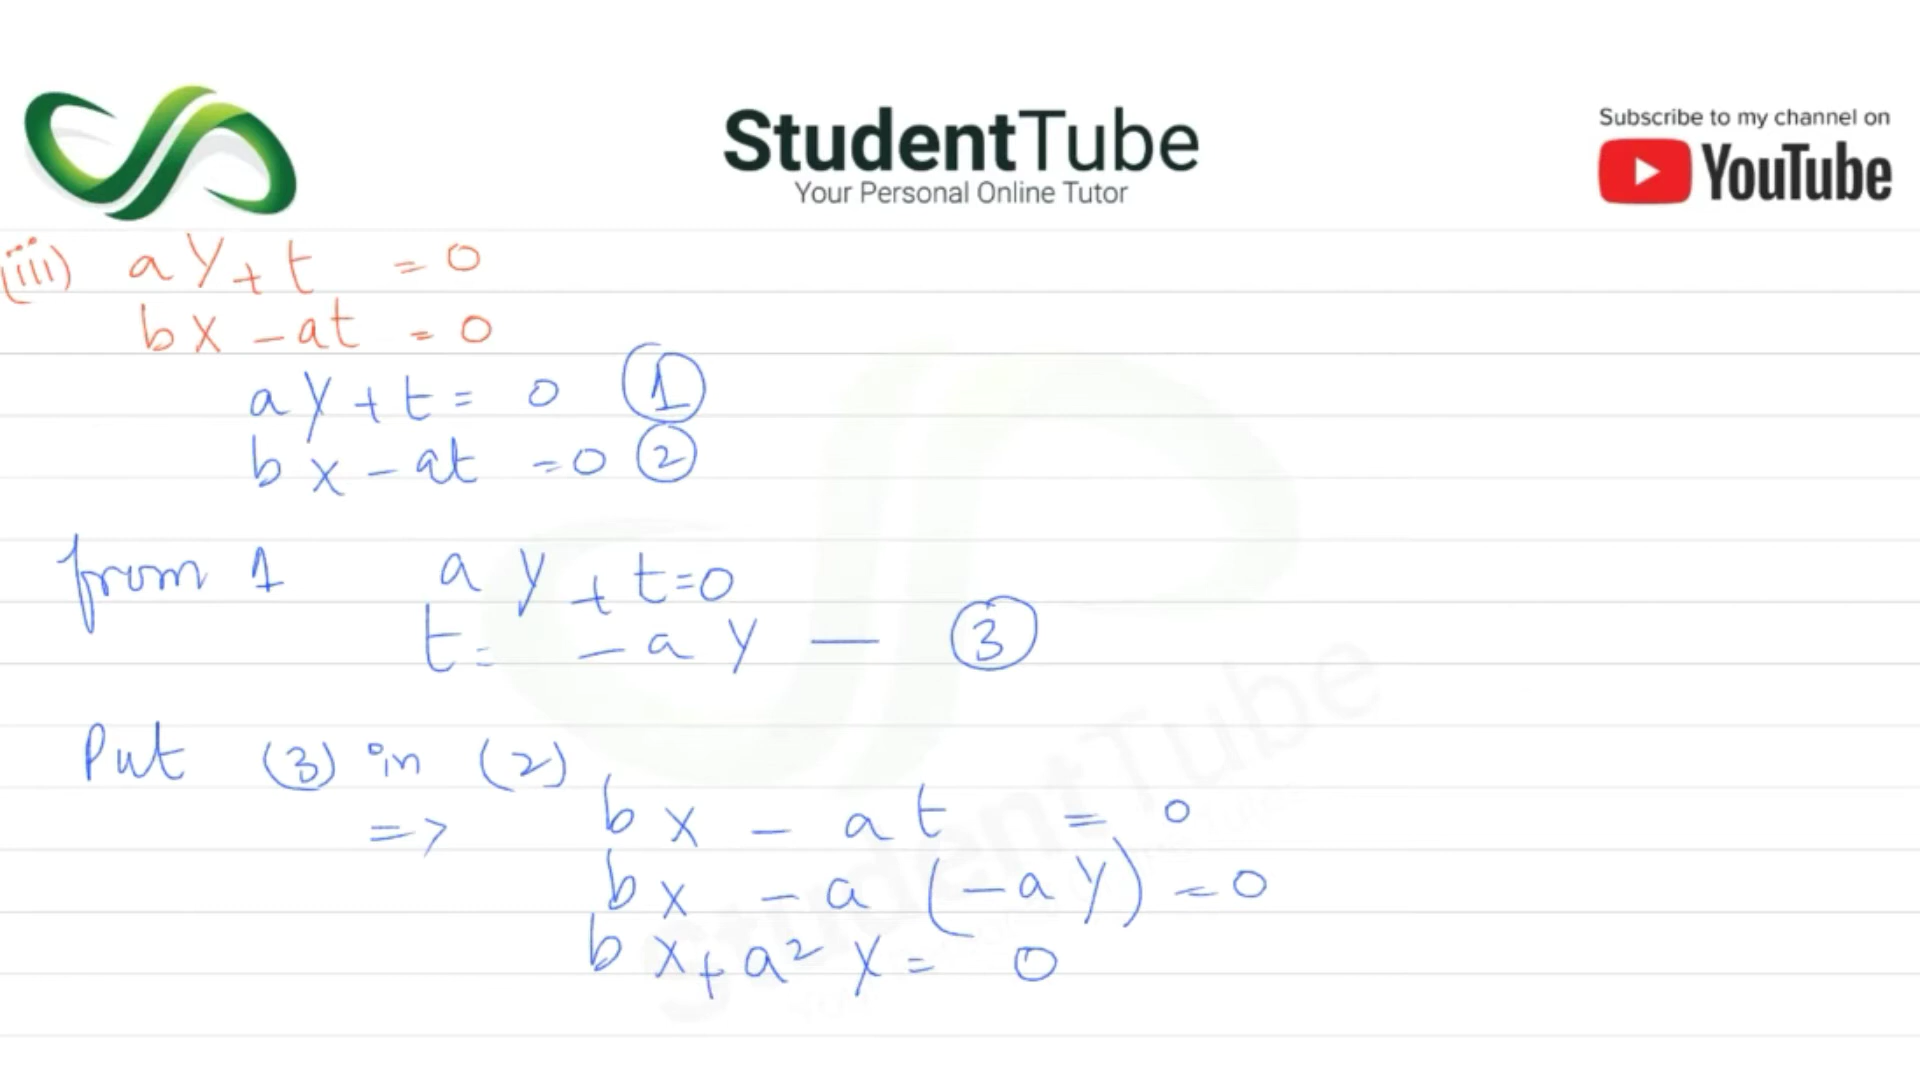 StudentTube
Your Personal Online Tutor
Subscribe to my channel on
YouTube
(iii) ay + t = 0
bx - at = 0
ay + t = 0 ①
bx - at = 0 ②
from 1 ay + t = 0
t = - ay — ③
Put (3) in (2)
=> bx - at = 0
bx - a (-ay) = 0
bx + a² y = 0
StudentTube